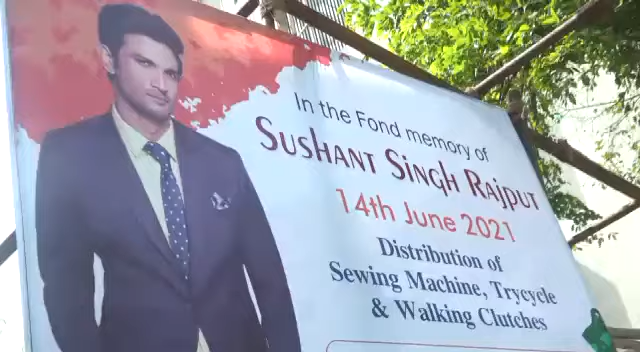 In the Fond memory of
Sushant Singh Rajput
14th June 2021
Distribution of
Sewing Machine, Trycycle
& Walking Clutches